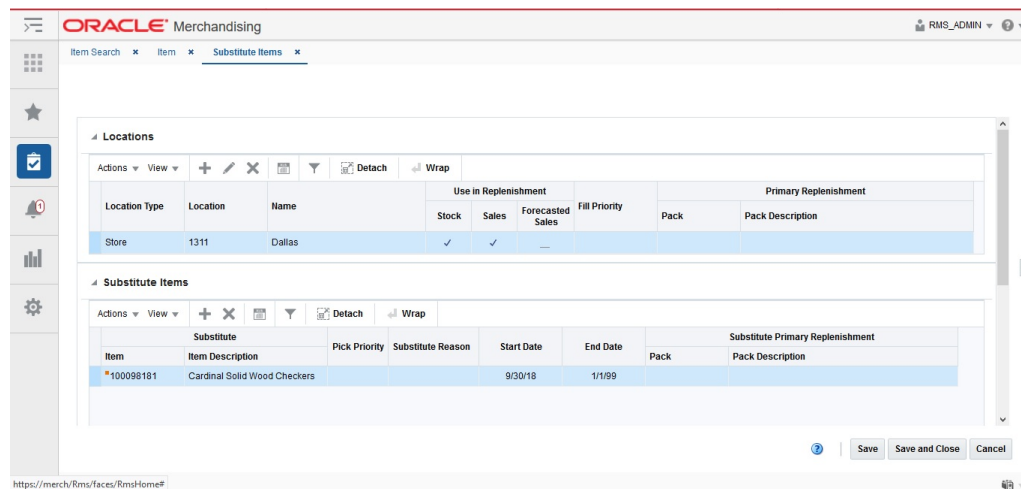 ORACLE® Merchandising
RMS_ADMIN
Item Search × Item × Substitute Items ×
1
Locations
Actions View Detach Wrap
Location Type Location Name Use in Replenishment Fill Priority Primary Replenishment
Stock Sales Forecasted Sales Pack Pack Description
Store 1311 Dallas ✓ ✓ __
Substitute Items
Actions View Detach Wrap
Substitute Pick Priority Substitute Reason Start Date End Date Substitute Primary Replenishment
Item Item Description Pack Pack Description
100098181 Cardinal Solid Wood Checkers 9/30/18 1/1/99
? Save Save and Close Cancel
https://merch/Rms/faces/RmsHome#